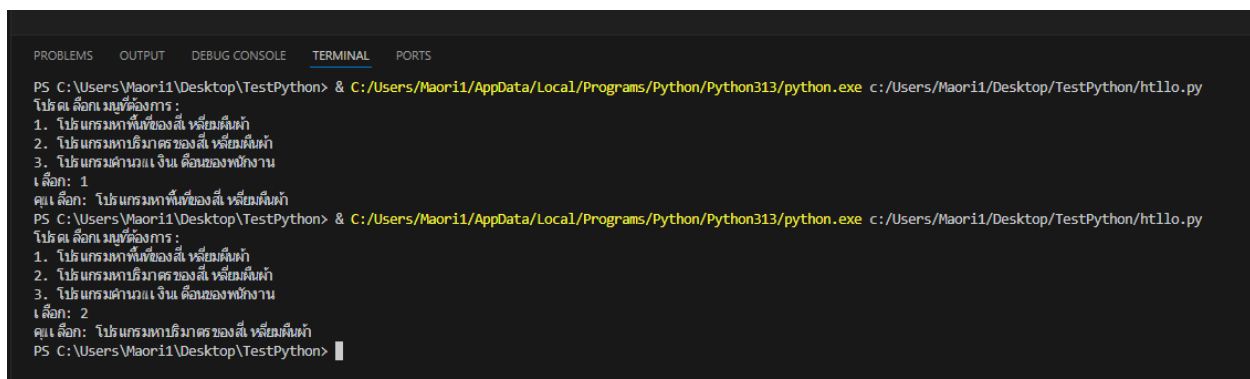 PROBLEMS OUTPUT DEBUG CONSOLE TERMINAL PORTS
PS C:\Users\Maori1\Desktop\TestPython> & C:/Users/Maori1/AppData/Local/Programs/Python/Python313/python.exe c:/Users/Maori1/Desktop/TestPython/htllo.py
โปรดเลือกเมนูที่ต้องการ:
1. โปรแกรมหาพื้นที่ของสี่เหลี่ยมผืนผ้า
2. โปรแกรมหาปริมาตรของสี่เหลี่ยมผืนผ้า
3. โปรแกรมคำนวณเงินเดือนของพนักงาน
เลือก: 1
คุณเลือก: โปรแกรมหาพื้นที่ของสี่เหลี่ยมผืนผ้า
PS C:\Users\Maori1\Desktop\TestPython> & C:/Users/Maori1/AppData/Local/Programs/Python/Python313/python.exe c:/Users/Maori1/Desktop/TestPython/htllo.py
โปรดเลือกเมนูที่ต้องการ:
1. โปรแกรมหาพื้นที่ของสี่เหลี่ยมผืนผ้า
2. โปรแกรมหาปริมาตรของสี่เหลี่ยมผืนผ้า
3. โปรแกรมคำนวณเงินเดือนของพนักงาน
เลือก: 2
คุณเลือก: โปรแกรมหาปริมาตรของสี่เหลี่ยมผืนผ้า
PS C:\Users\Maori1\Desktop\TestPython>